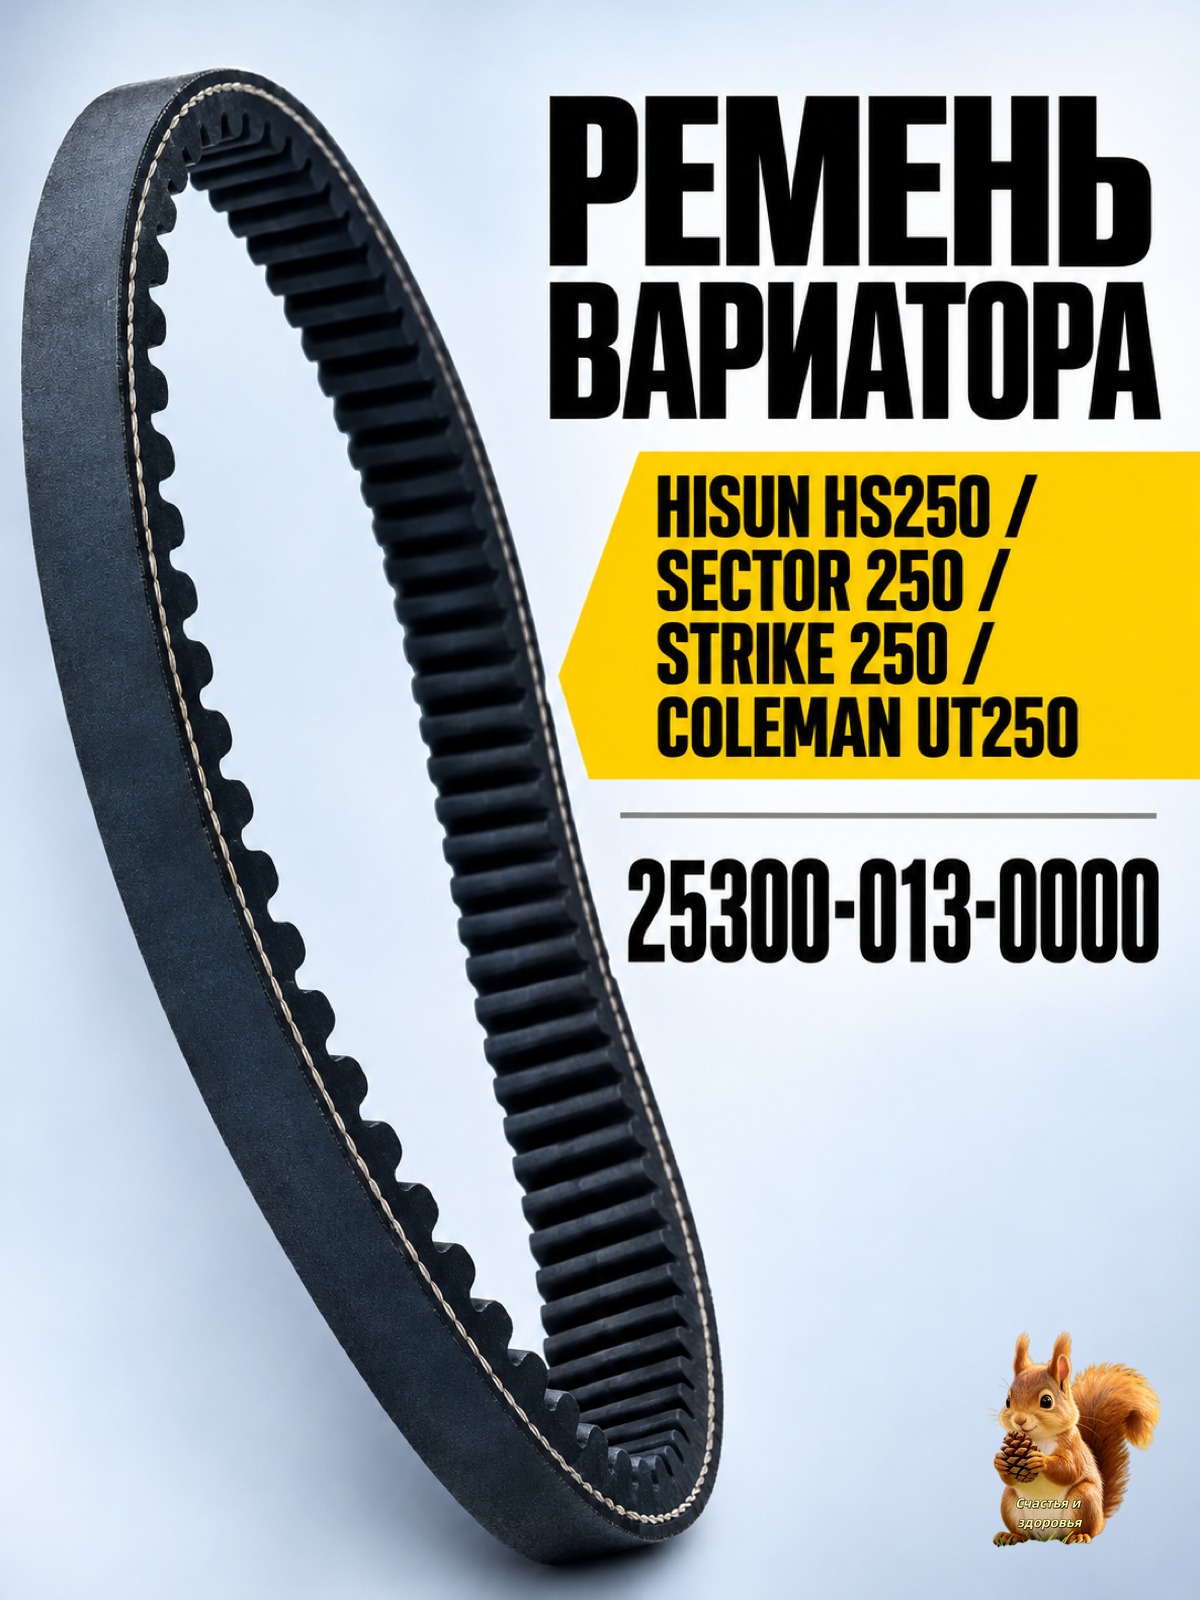 РЕМЕНЬ
ВАРИАТОРА
HISUN HS250 /
SECTOR 250 /
STRIKE 250 /
COLEMAN UT250
25300-013-0000
Счастья и
здоровья